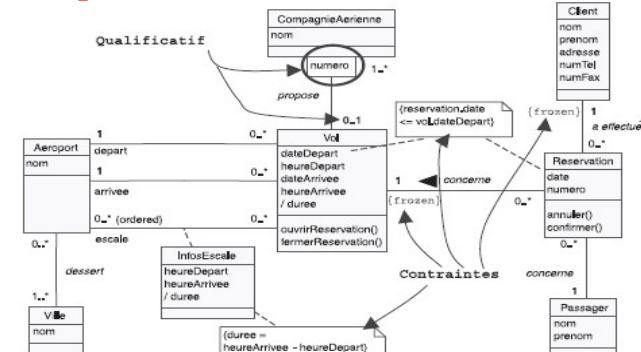 CompagnieAerienne
nom
Qualificatif
numero
1..*
propose
0..1
Client
nom
prenom
adresse
numTel
numFax
{reservation.date
<= vol.dateDepart}
{frozen}
1
a effectué
0..*
Aeroport
nom
1
depart
0..*
1
arrivee
0..*
0..* (ordered)
escale
0..*
Vol
dateDepart
heureDepart
dateArrivee
heureArrivee
/ duree
ouvrirReservation()
fermerReservation()
1
concerne
{frozen}
0..*
Reservation
date
numero
annuler()
confirmer()
0..*
concerne
1
Passager
nom
prenom
0..*
dessert
1..*
Ville
nom
InfosEscale
heureDepart
heureArrivee
/ duree
Contraintes
{duree =
heureArrivee - heureDepart}